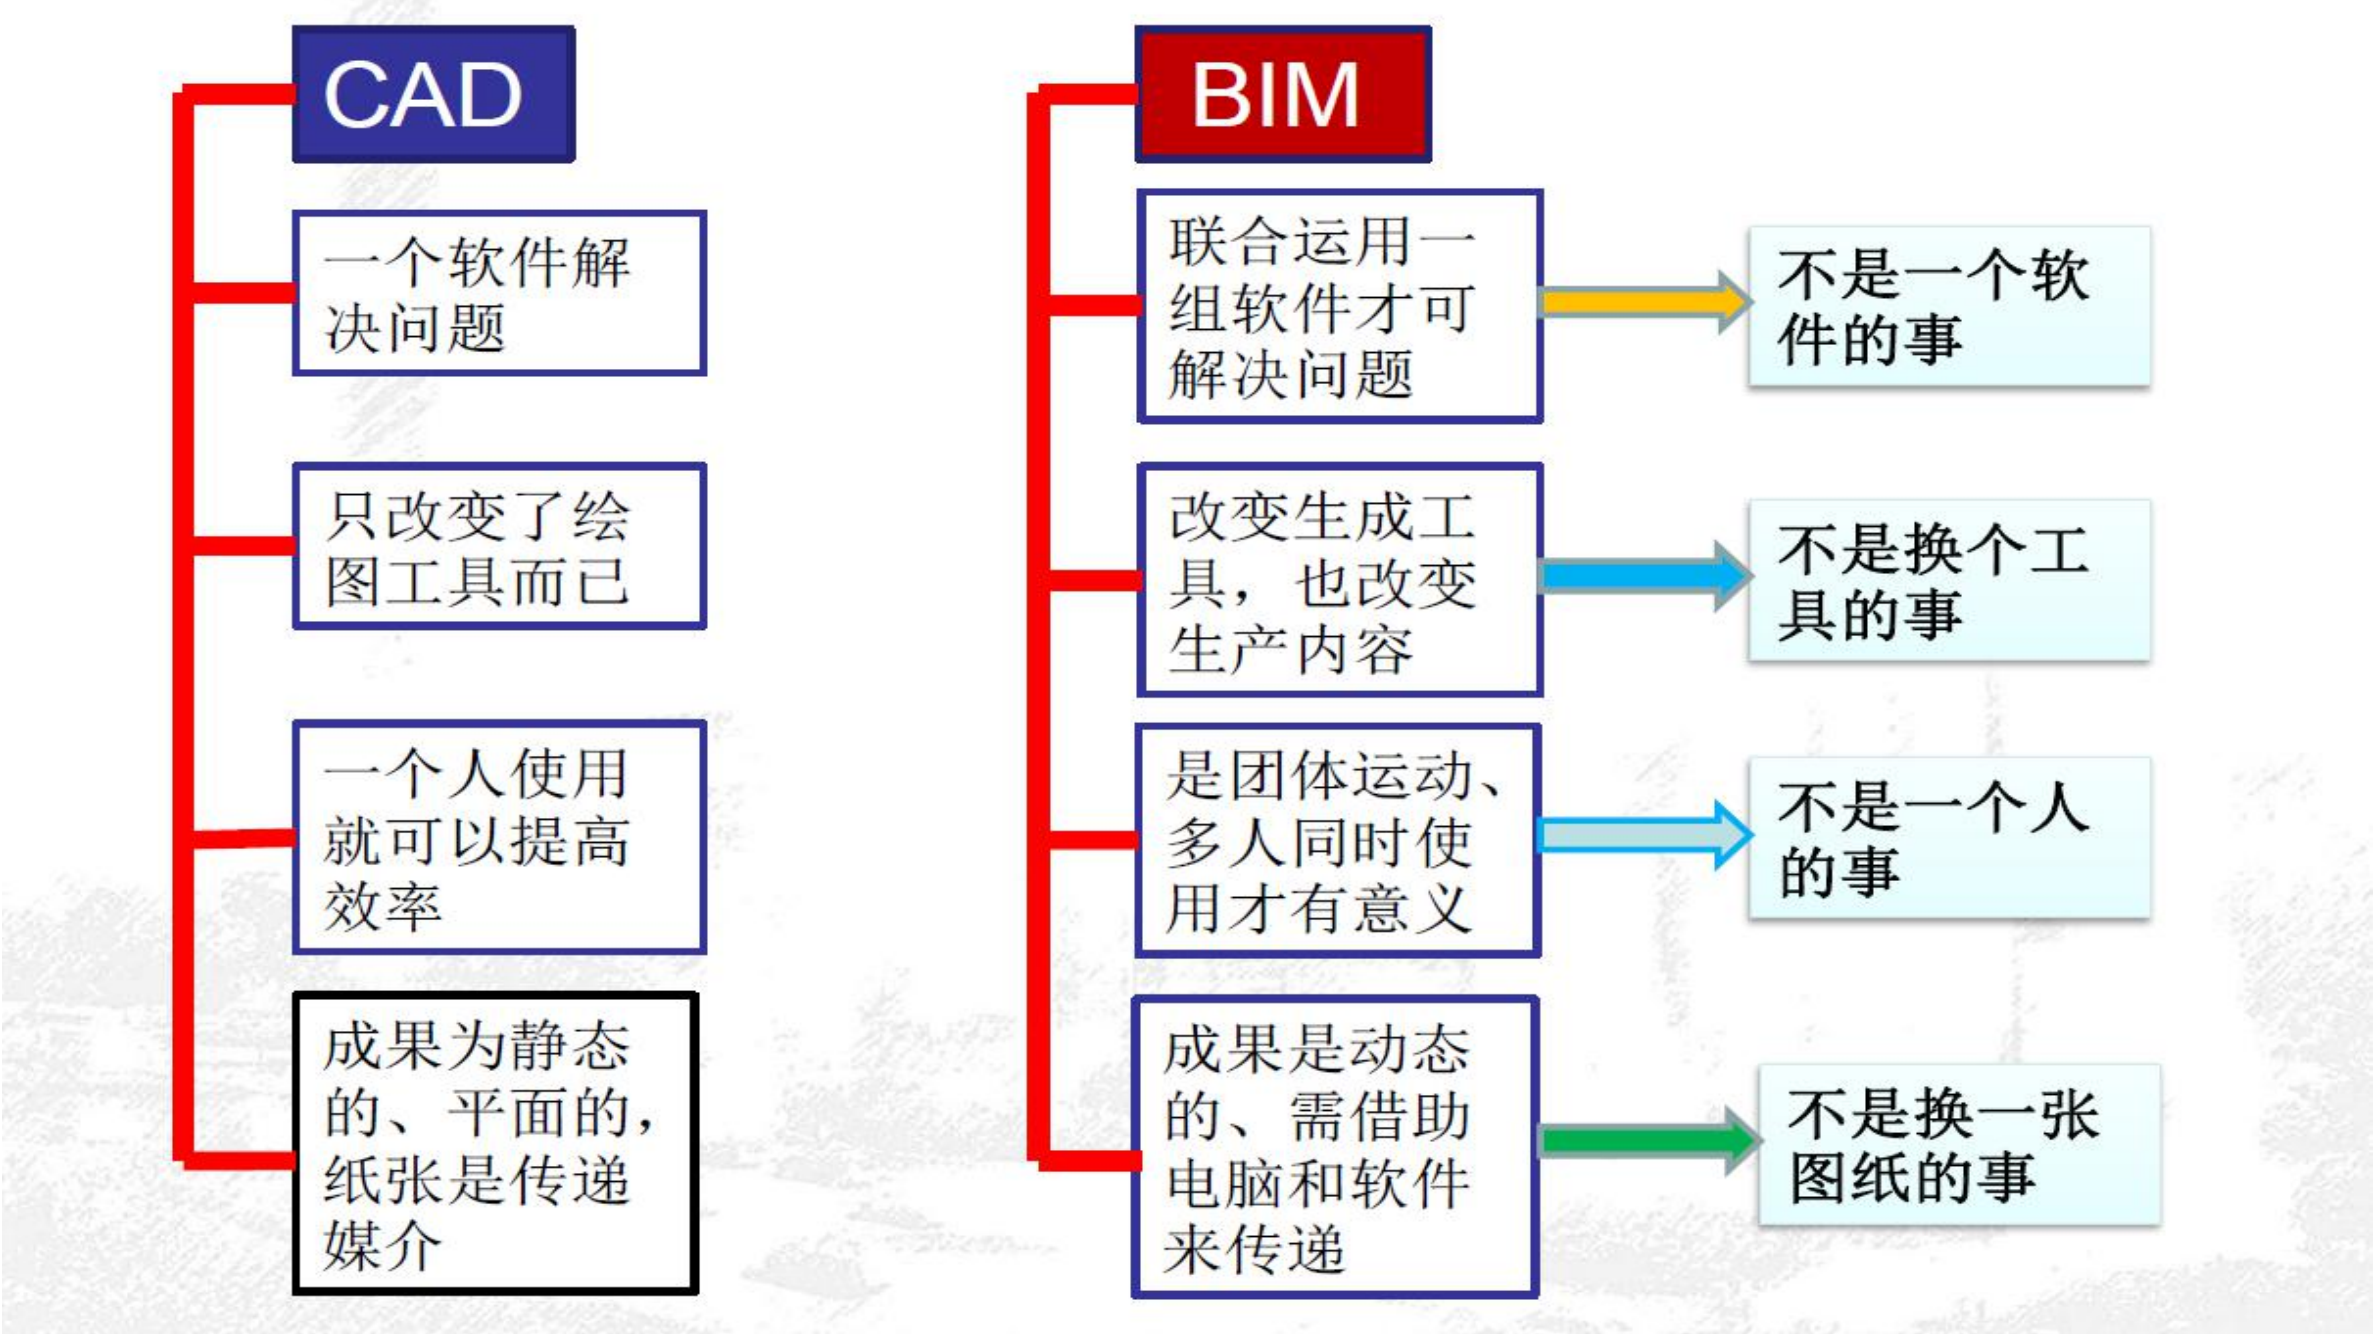 CAD
一个软件解
决问题
只改变了绘
图工具而已
一个人使用
就可以提高
效率
成果为静态
的、平面的，
纸张是传递
媒介
BIM
联合运用一
组软件才可
解决问题
改变生成工
具，也改变
生产内容
是团体运动、
多人同时使
用才有意义
成果是动态
的、需借助
电脑和软件
来传递
不是一个软
件的事
不是换个工
具的事
不是一个人
的事
不是换一张
图纸的事